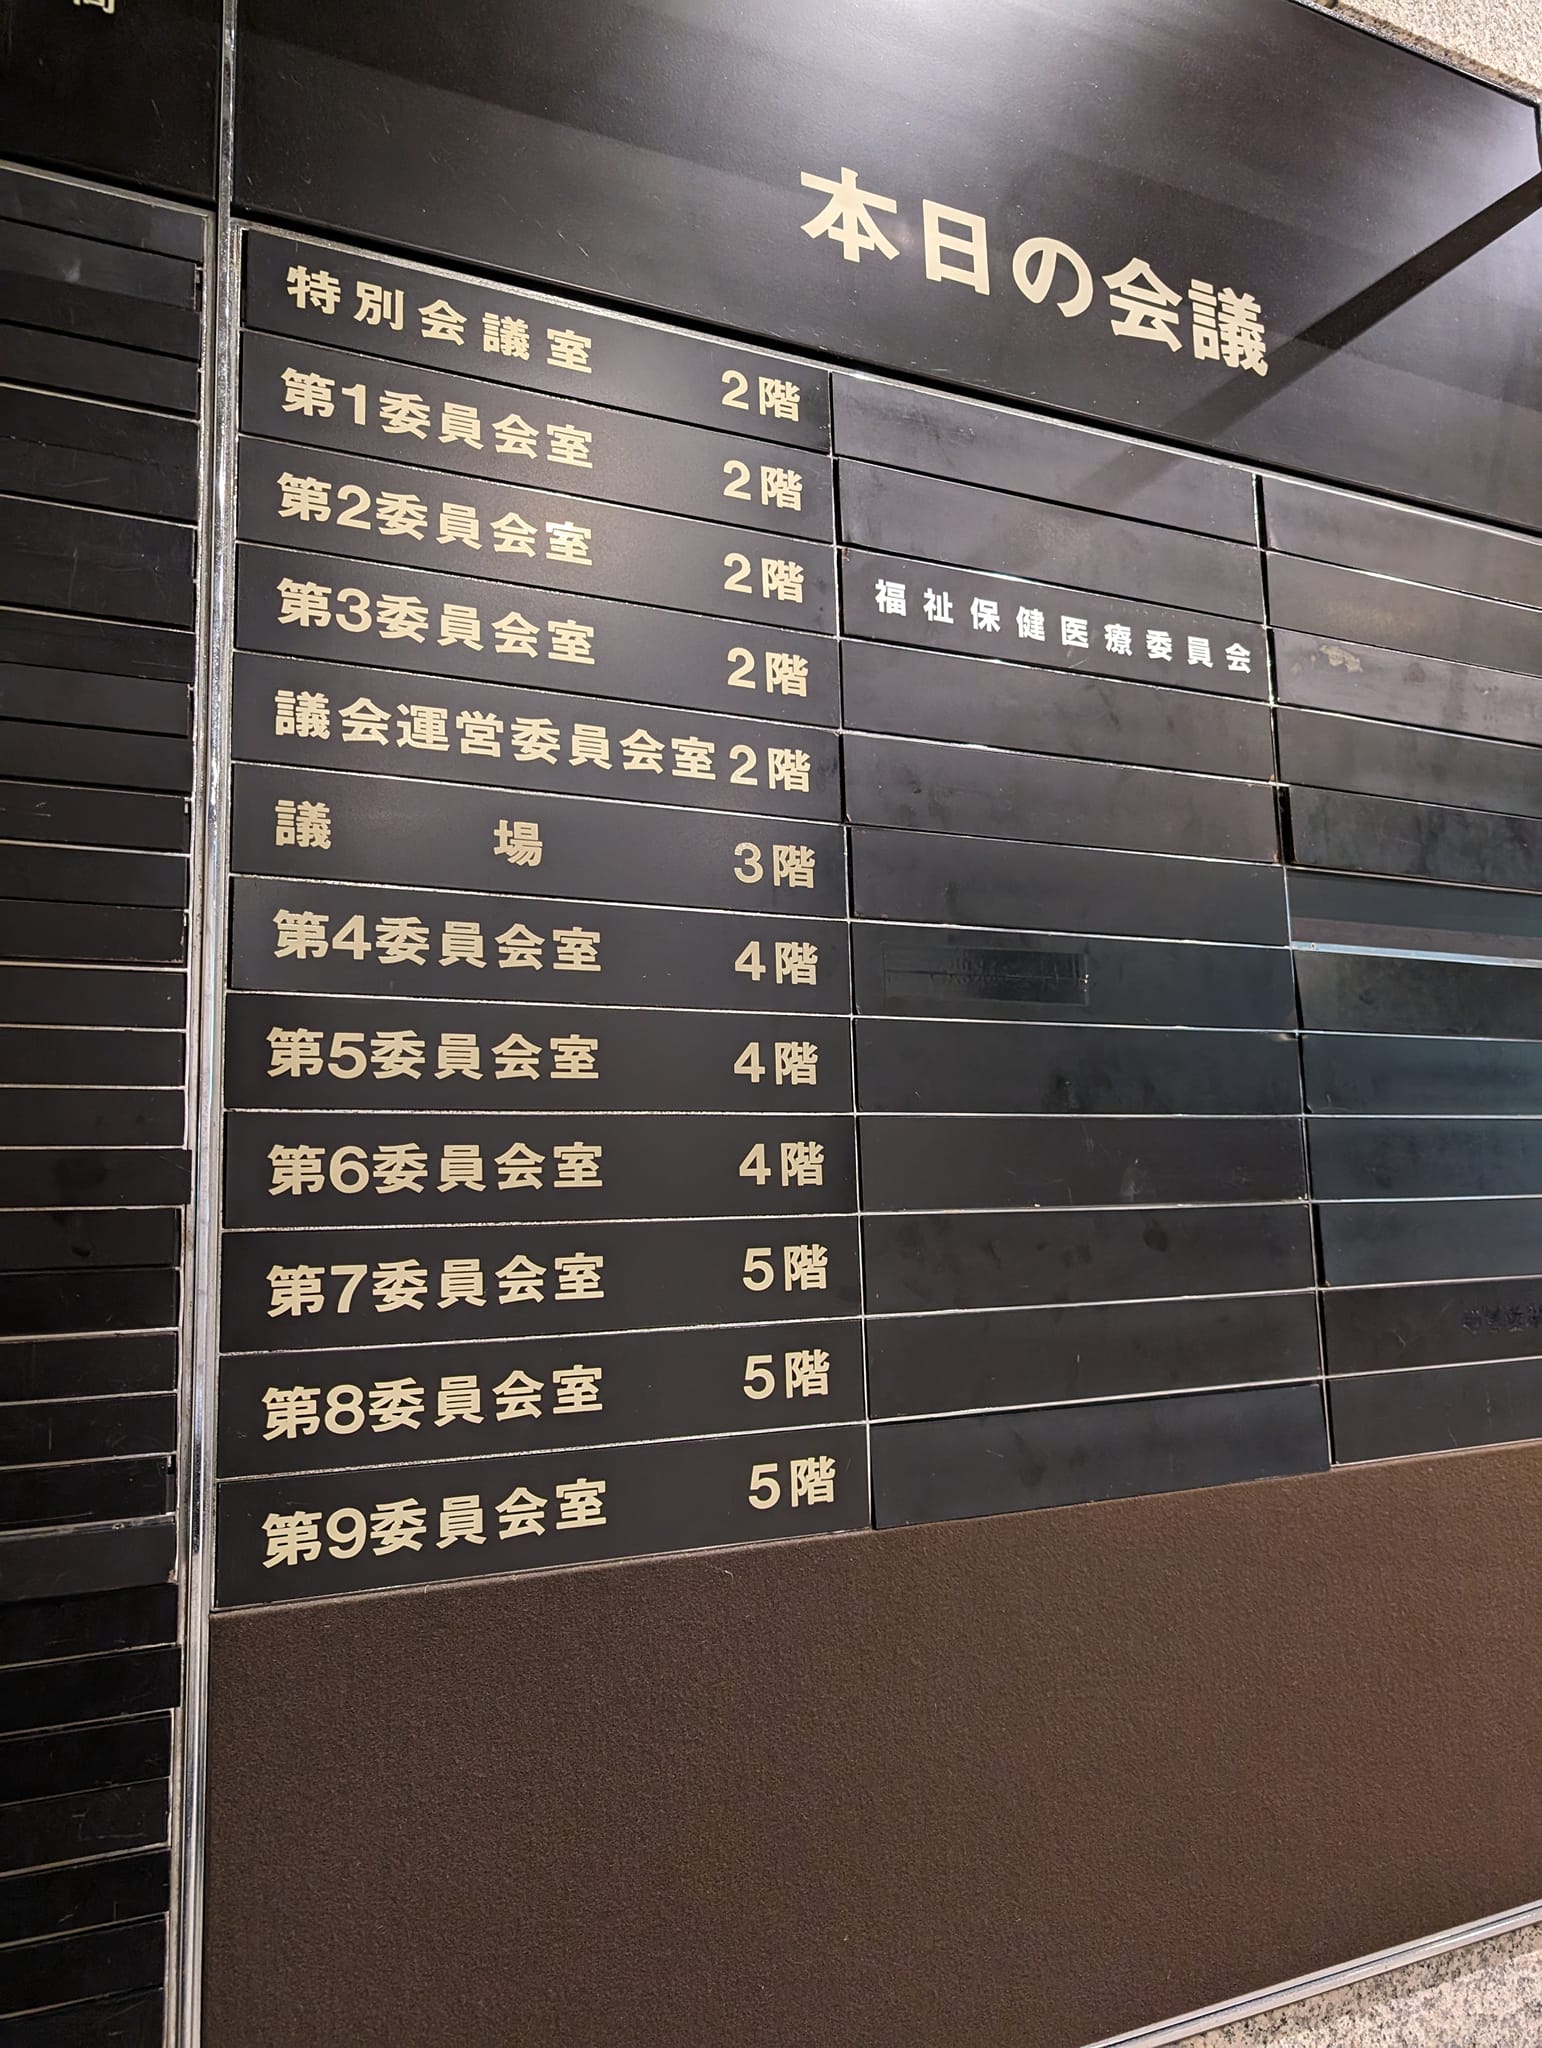 本日の会議
特別会議室 2階
第1委員会室 2階
第2委員会室 2階 福祉保健医療委員会
第3委員会室 2階
議会運営委員会室 2階
議場 3階
第4委員会室 4階
第5委員会室 4階
第6委員会室 4階
第7委員会室 5階
第8委員会室 5階
第9委員会室 5階